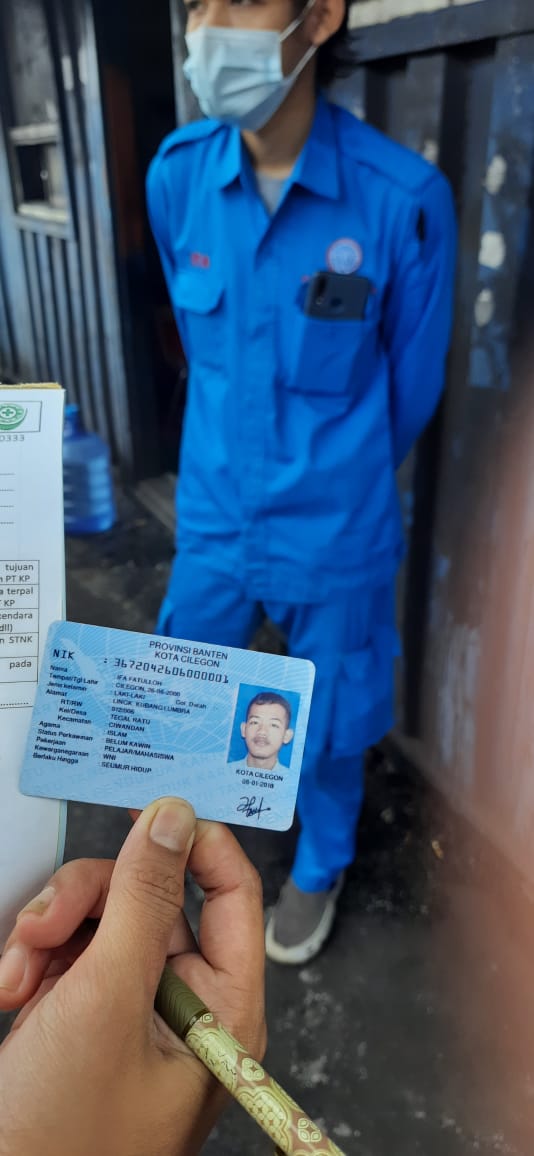 0333
tujuan
PT KP
terpal
KP
kendara
dll)
STNK
pada
PROVINSI BANTEN
KOTA CILEGON
NIK : 3672042606000001
Nama : IFA FATULLOH
Tempat/Tgl Lahir : CILEGON, 26-06-2000
Jenis kelamin : LAKI-LAKI Gol. Darah :
Alamat : LINGK. KUBANG LUMBRA
RT/RW : 012/006
Kel/Desa : TEGAL RATU
Kecamatan : CIWANDAN
Agama : ISLAM
Status Perkawinan : BELUM KAWIN
Pekerjaan : PELAJAR/MAHASISWA
Kewarganegaraan : WNI
Berlaku Hingga : SEUMUR HIDUP
KOTA CILEGON
08-01-2018